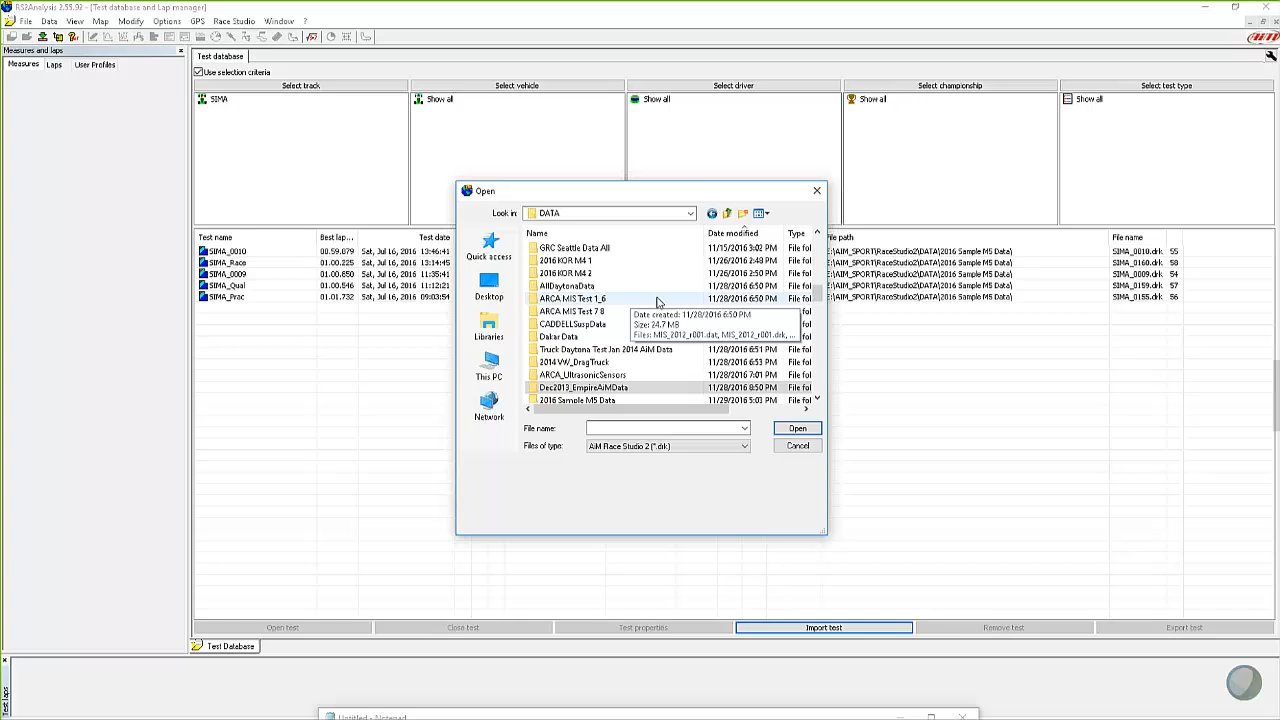 RS2Analysis 2.55.92 - [Test database and Lap manager]
File Data View Map Modify Options GPS Race Studio Window ?
Measures and laps
Measures Laps User Profiles
Test database
Use selection criteria
Select track Select vehicle Select driver Select championship Select test type
SIMA Show all Show all Show all Show all
Test name Best lap... Test date File path File name
SIMA_0010 00.59.079 Sat, Jul 16, 2016 13:46:41 :\AIM_SPORT\RaceStudio2\DATA\2016 Sample M5 Data\ SIMA_0010.drk 55
SIMA_Race 01.00.225 Sat, Jul 16, 2016 13:14:45 :\AIM_SPORT\RaceStudio2\DATA\2016 Sample M5 Data\ SIMA_0160.drk 58
SIMA_0009 01.00.650 Sat, Jul 16, 2016 11:35:41 :\AIM_SPORT\RaceStudio2\DATA\2016 Sample M5 Data\ SIMA_0009.drk 54
SIMA_Qual 01.00.546 Sat, Jul 16, 2016 11:12:21 :\AIM_SPORT\RaceStudio2\DATA\2016 Sample M5 Data\ SIMA_0159.drk 57
SIMA_Prac 01.01.732 Sat, Jul 16, 2016 09:03:54 :\AIM_SPORT\RaceStudio2\DATA\2016 Sample M5 Data\ SIMA_0155.drk 56
Open
Look in: DATA
Name Date modified Type
Quick access
Desktop
Libraries
This PC
Network
GRC Seattle Data All 11/15/2016 3:02 PM File fol
2016 KOR M4 1 11/26/2016 2:48 PM File fol
2016 KOR M4 2 11/26/2016 2:50 PM File fol
AllDaytonaData 11/28/2016 6:50 PM File fol
ARCA MIS Test 1_6 11/28/2016 6:50 PM File fol
ARCA MIS Test 7 8
CADDELLSuspData
Dakar Data
Date created: 11/28/2016 6:50 PM
Size: 24.7 MB
Files: MIS_2012_r001.dat, MIS_2012_r001.drk, ...
Truck Daytona Test Jan 2014 AiM Data 11/28/2016 6:51 PM File fol
2014 VW_DragTruck 11/28/2016 6:53 PM File fol
ARCA_UltrasonicSensors 11/28/2016 7:01 PM File fol
Dec2013_EmpireAiMData 11/28/2016 8:50 PM File fol
2016 Sample M5 Data 11/29/2016 5:03 PM File fol
File name: Open
Files of type: AiM Race Studio 2 (*.drk) Cancel
Open test Close test Test properties Import test Remove test Export test
Test Database
Test laps
Untitled - Notepad